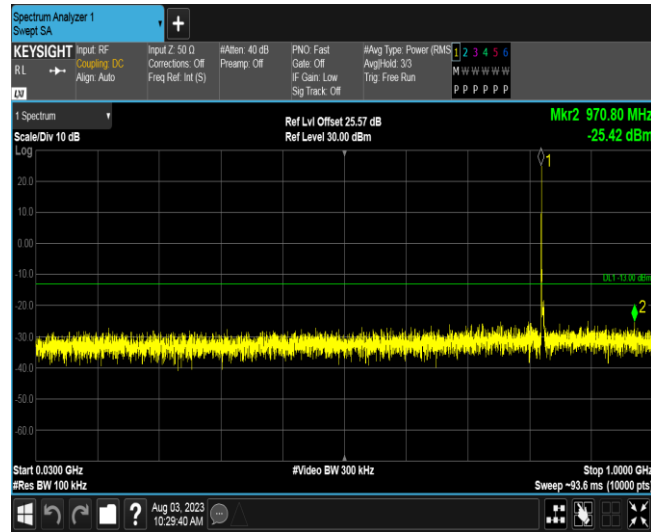 Spectrum Analyzer 1
Swept SA
+
KEYSIGHT
RL
LXI
Input: RF
Coupling: DC
Align: Auto
Input Z: 50 Ω
Corrections: Off
Freq Ref: Int (S)
#Atten: 40 dB
Preamp: Off
PNO: Fast
Gate: Off
IF Gain: Low
Sig Track: Off
#Avg Type: Power (RMS
Avg|Hold: 3/3
Trig: Free Run
1 2 3 4 5 6
M W W W W W
P P P P P P
1 Spectrum
Scale/Div 10 dB
Ref Lvl Offset 25.57 dB
Ref Level 30.00 dBm
Mkr2 970.80 MHz
-25.42 dBm
Log
1
20.0
10.0
0.00
-10.0
DL1 -13.00 dBm
2
-20.0
-30.0
-40.0
-50.0
-60.0
Start 0.0300 GHz
#Video BW 300 kHz
Stop 1.0000 GHz
#Res BW 100 kHz
Sweep ~93.6 ms (10000 pts)
?
Aug 03, 2023
10:29:40 AM